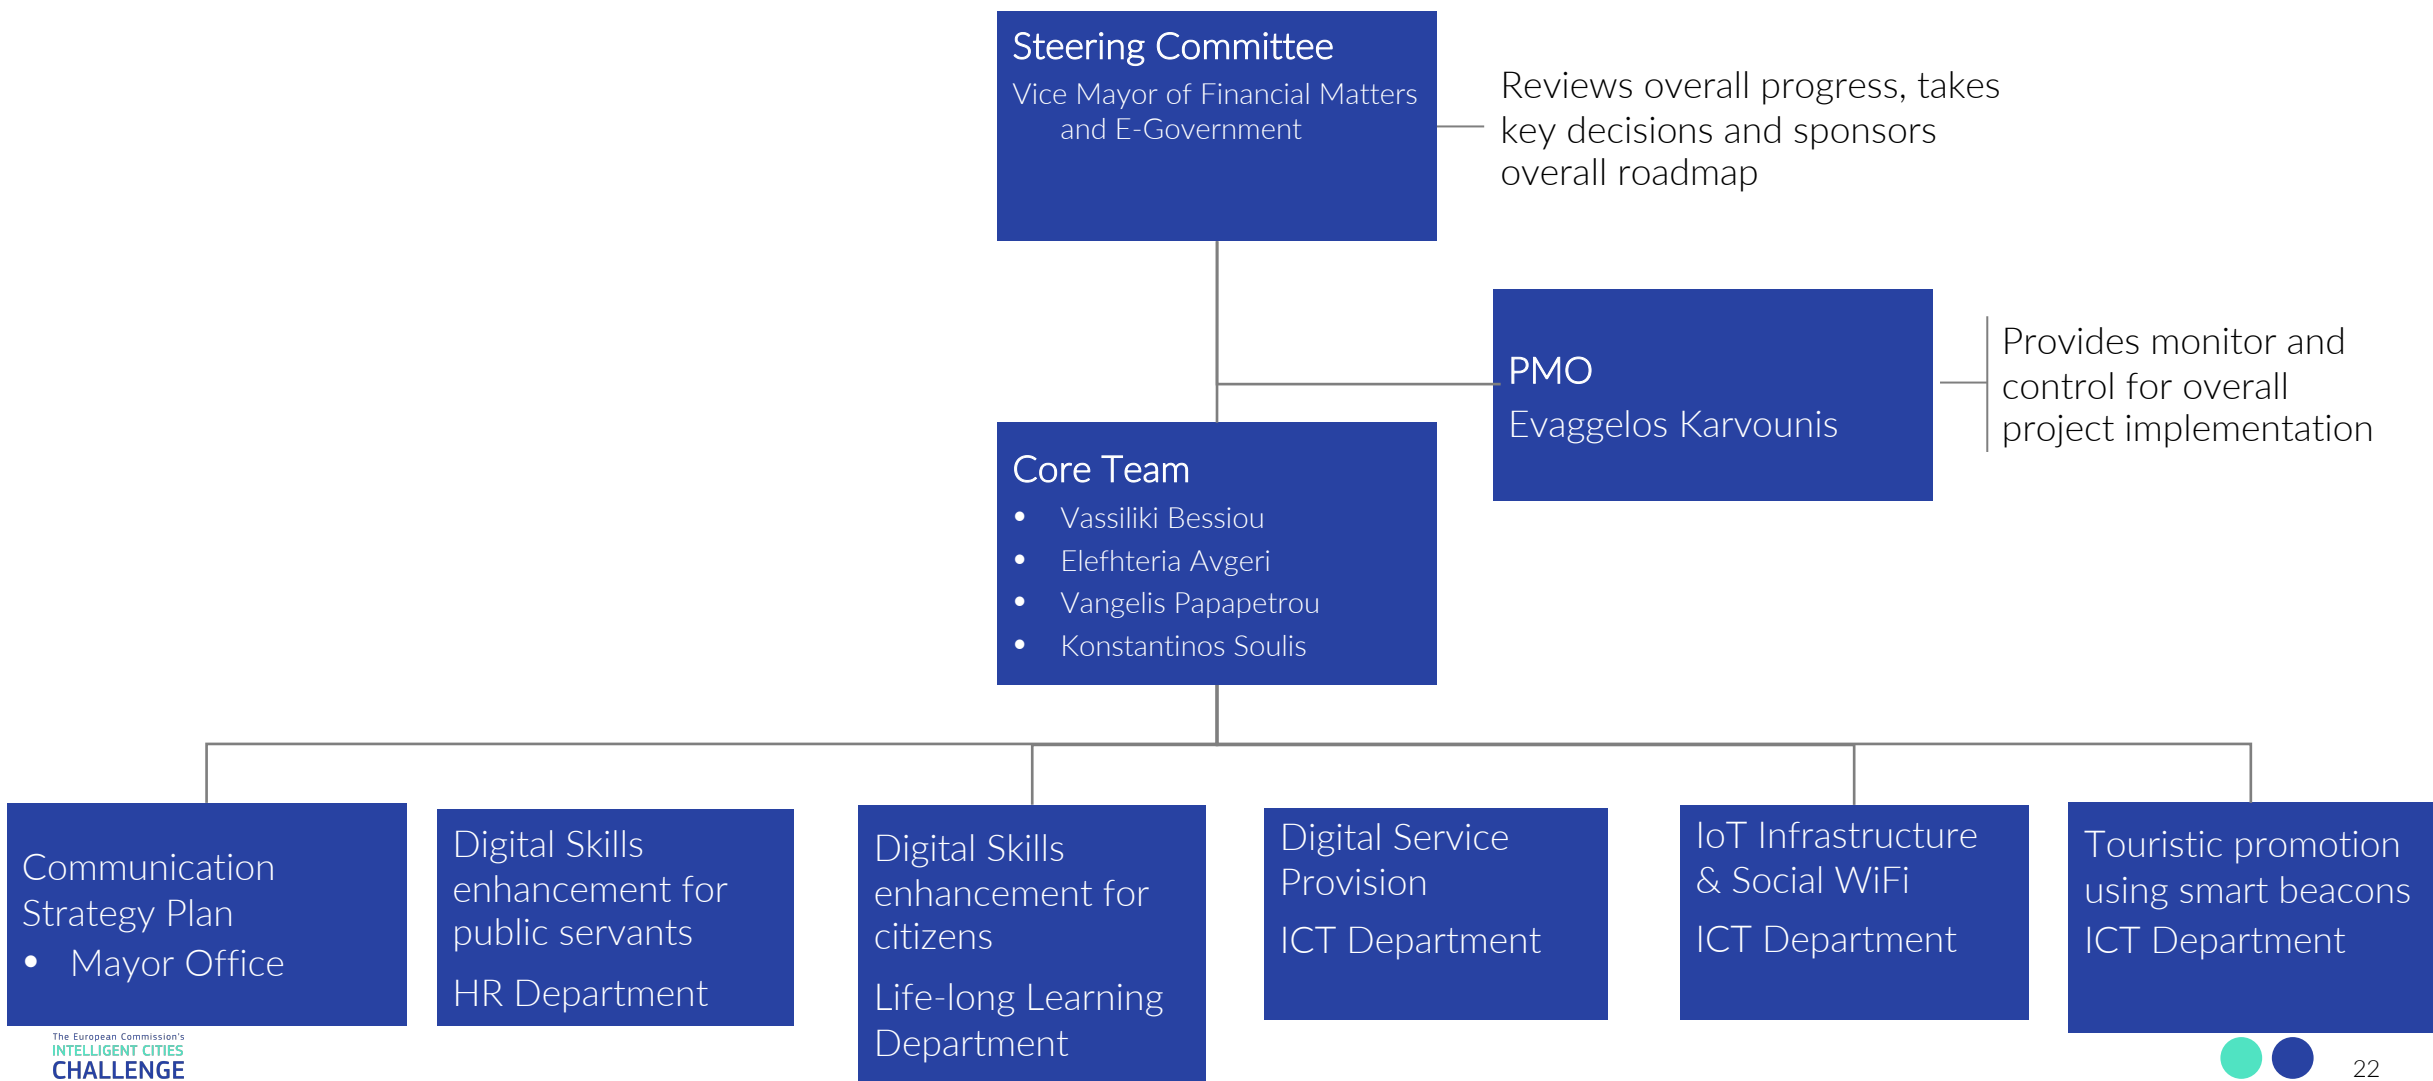 Steering Committee
Vice Mayor of Financial Matters
and E-Government
Reviews overall progress, takes
key decisions and sponsors
overall roadmap
PMO
Evaggelos Karvounis
Provides monitor and
control for overall
project implementation
Core Team
• Vassiliki Bessiou
• Elefhteria Avgeri
• Vangelis Papapetrou
• Konstantinos Soulis
Communication
Strategy Plan
• Mayor Office
Digital Skills
enhancement for
public servants
HR Department
Digital Skills
enhancement for
citizens
Life-long Learning
Department
Digital Service
Provision
ICT Department
IoT Infrastructure
& Social WiFi
ICT Department
Touristic promotion
using smart beacons
ICT Department
The European Commission's
INTELLIGENT CITIES
CHALLENGE
22